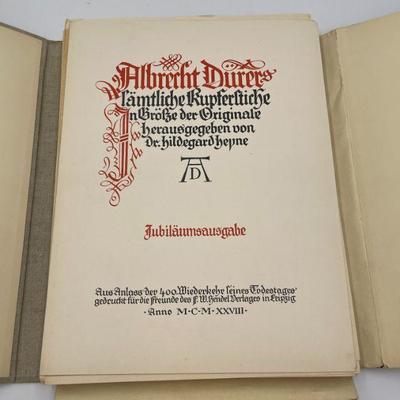 Albrecht Dürers
sämtliche Kupferstiche
In Größe der Originale
herausgegeben von
Dr. Hildegard Heyne
AD
Jubiläumsausgabe
Aus Anlass der 400. Wiederkehr seines Todestages
gedruckt für die Freunde des F. W. Hendel Verlages in Leipzig
· Anno M·C·M·XXVIII ·